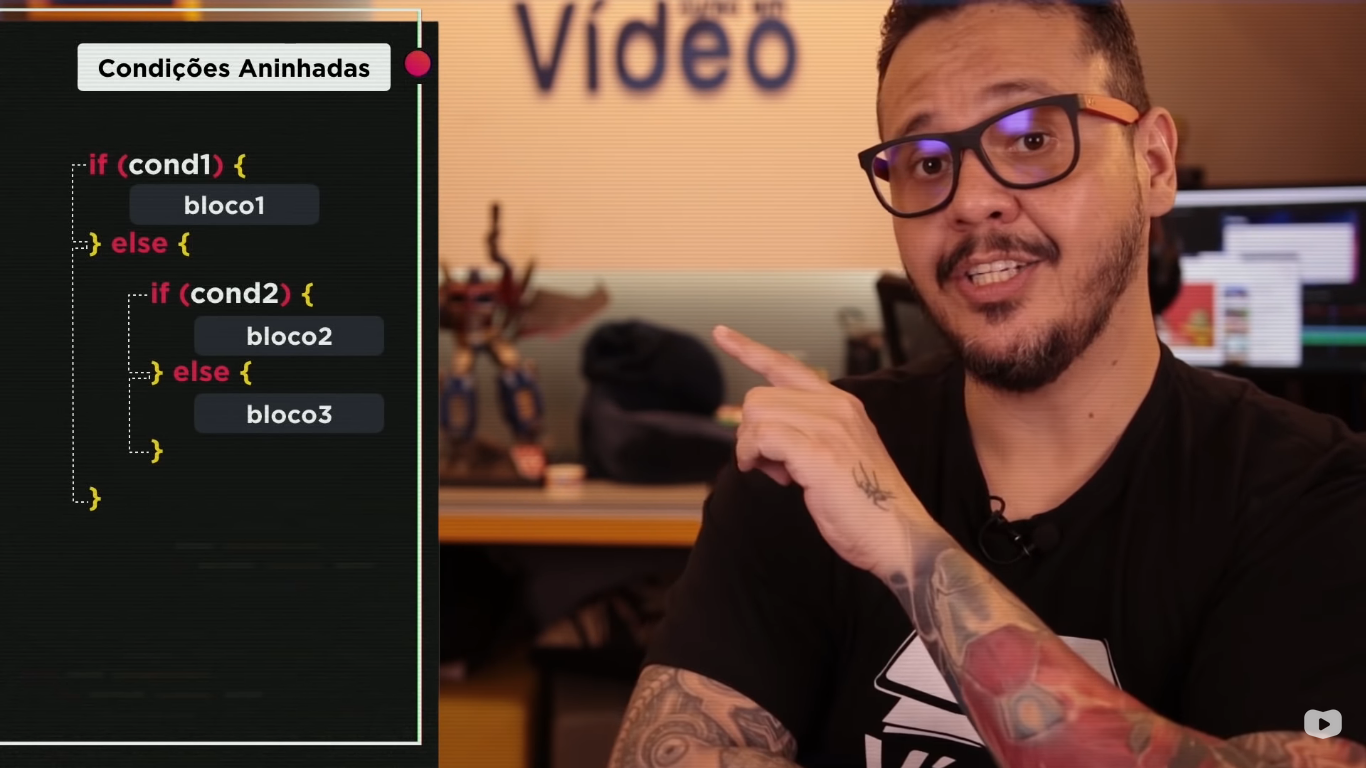 Condições Aninhadas
if (cond1) {
bloco1
} else {
if (cond2) {
bloco2
} else {
bloco3
}
}
Vídeo